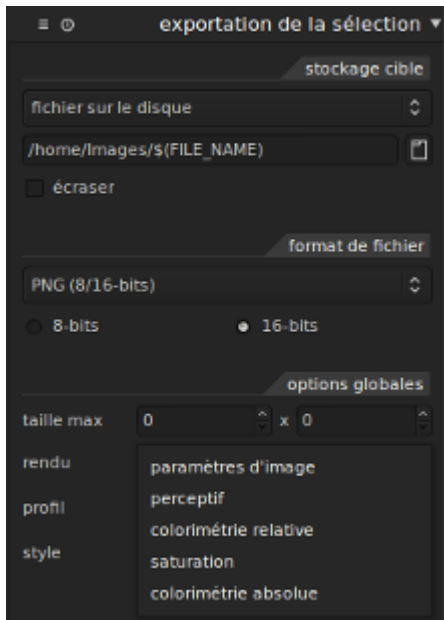 exportation de la sélection
stockage cible
fichier sur le disque
/home/Images/$(FILE_NAME)
écraser
format de fichier
PNG (8/16-bits)
8-bits 16-bits
options globales
taille max 0 x 0
rendu
paramètres d'image
perceptif
profil
colorimétrie relative
style
saturation
colorimétrie absolue